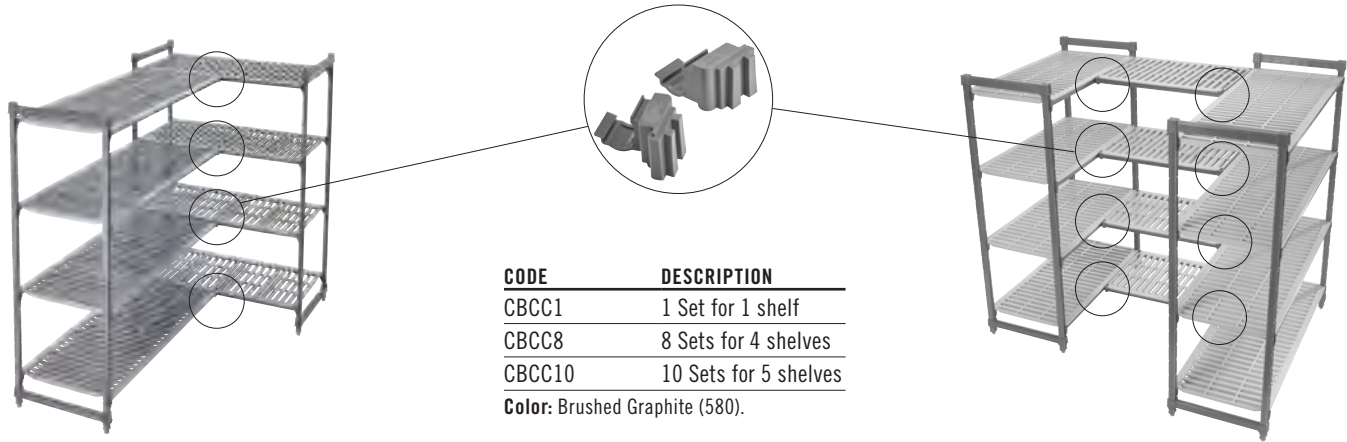 CODE DESCRIPTION
CBCC1 1 Set for 1 shelf
CBCC8 8 Sets for 4 shelves
CBCC10 10 Sets for 5 shelves
Color: Brushed Graphite (580).